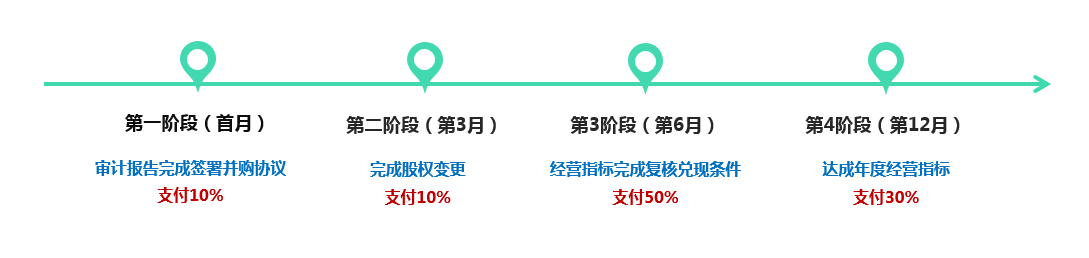 第一阶段（首月）
第二阶段（第3月）
第3阶段（第6月）
第4阶段（第12月）
审计报告完成签署并购协议
完成股权变更
经营指标完成复核兑现条件
达成年度经营指标
支付10%
支付10%
支付50%
支付30%